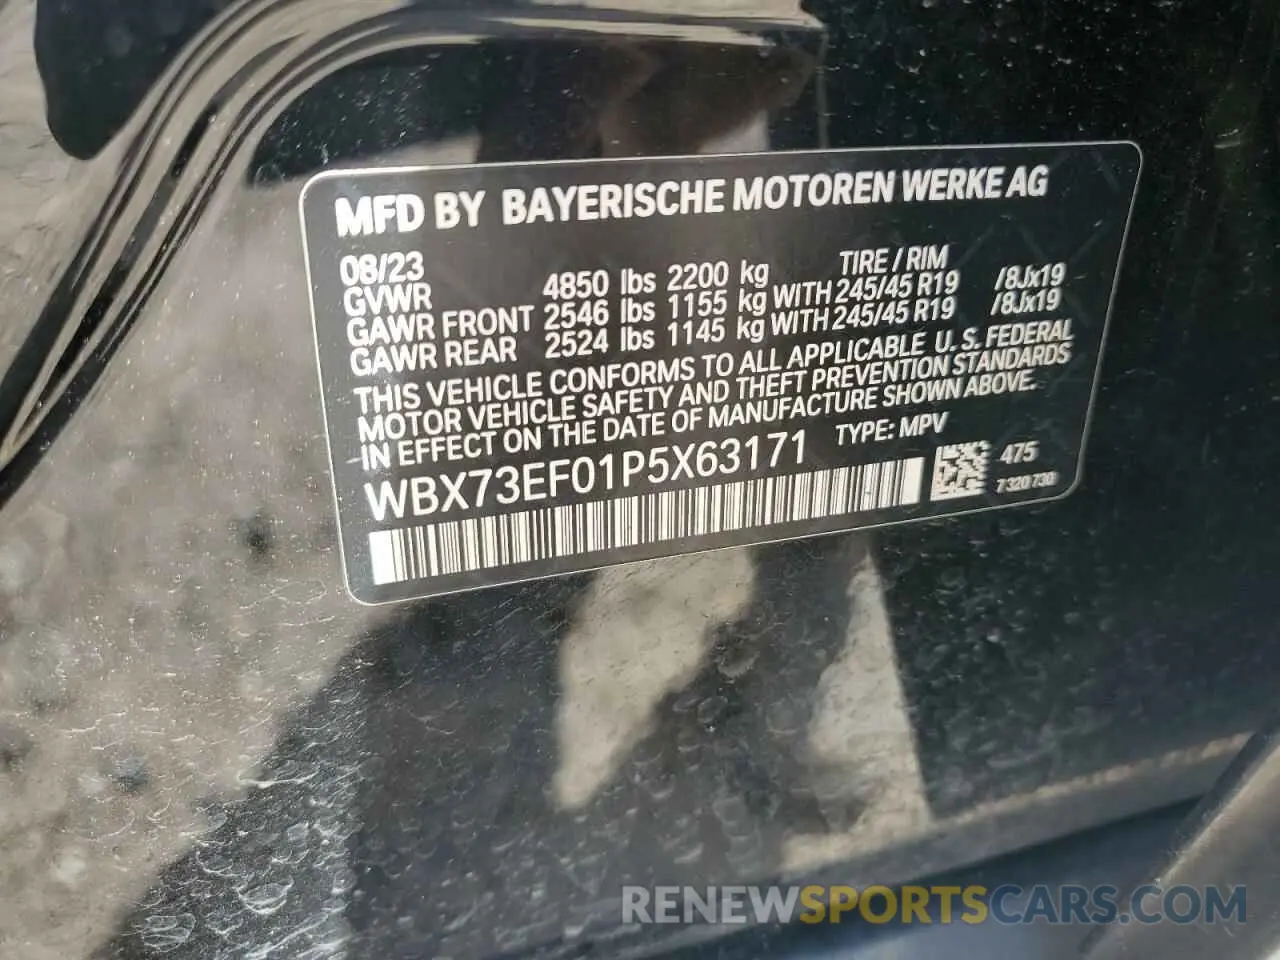 MFD BY BAYERISCHE MOTOREN WERKE AG
08/23 TIRE / RIM
GVWR 4850 lbs 2200 kg
GAWR FRONT 2546 lbs 1155 kg WITH 245/45 R19 /8Jx19
GAWR REAR 2524 lbs 1145 kg WITH 245/45 R19 /8Jx19
THIS VEHICLE CONFORMS TO ALL APPLICABLE U. S. FEDERAL
MOTOR VEHICLE SAFETY AND THEFT PREVENTION STANDARDS
IN EFFECT ON THE DATE OF MANUFACTURE SHOWN ABOVE.
WBX73EF01P5X63171 TYPE: MPV
475
7 320 730
RENEWSPORTSCARS.COM